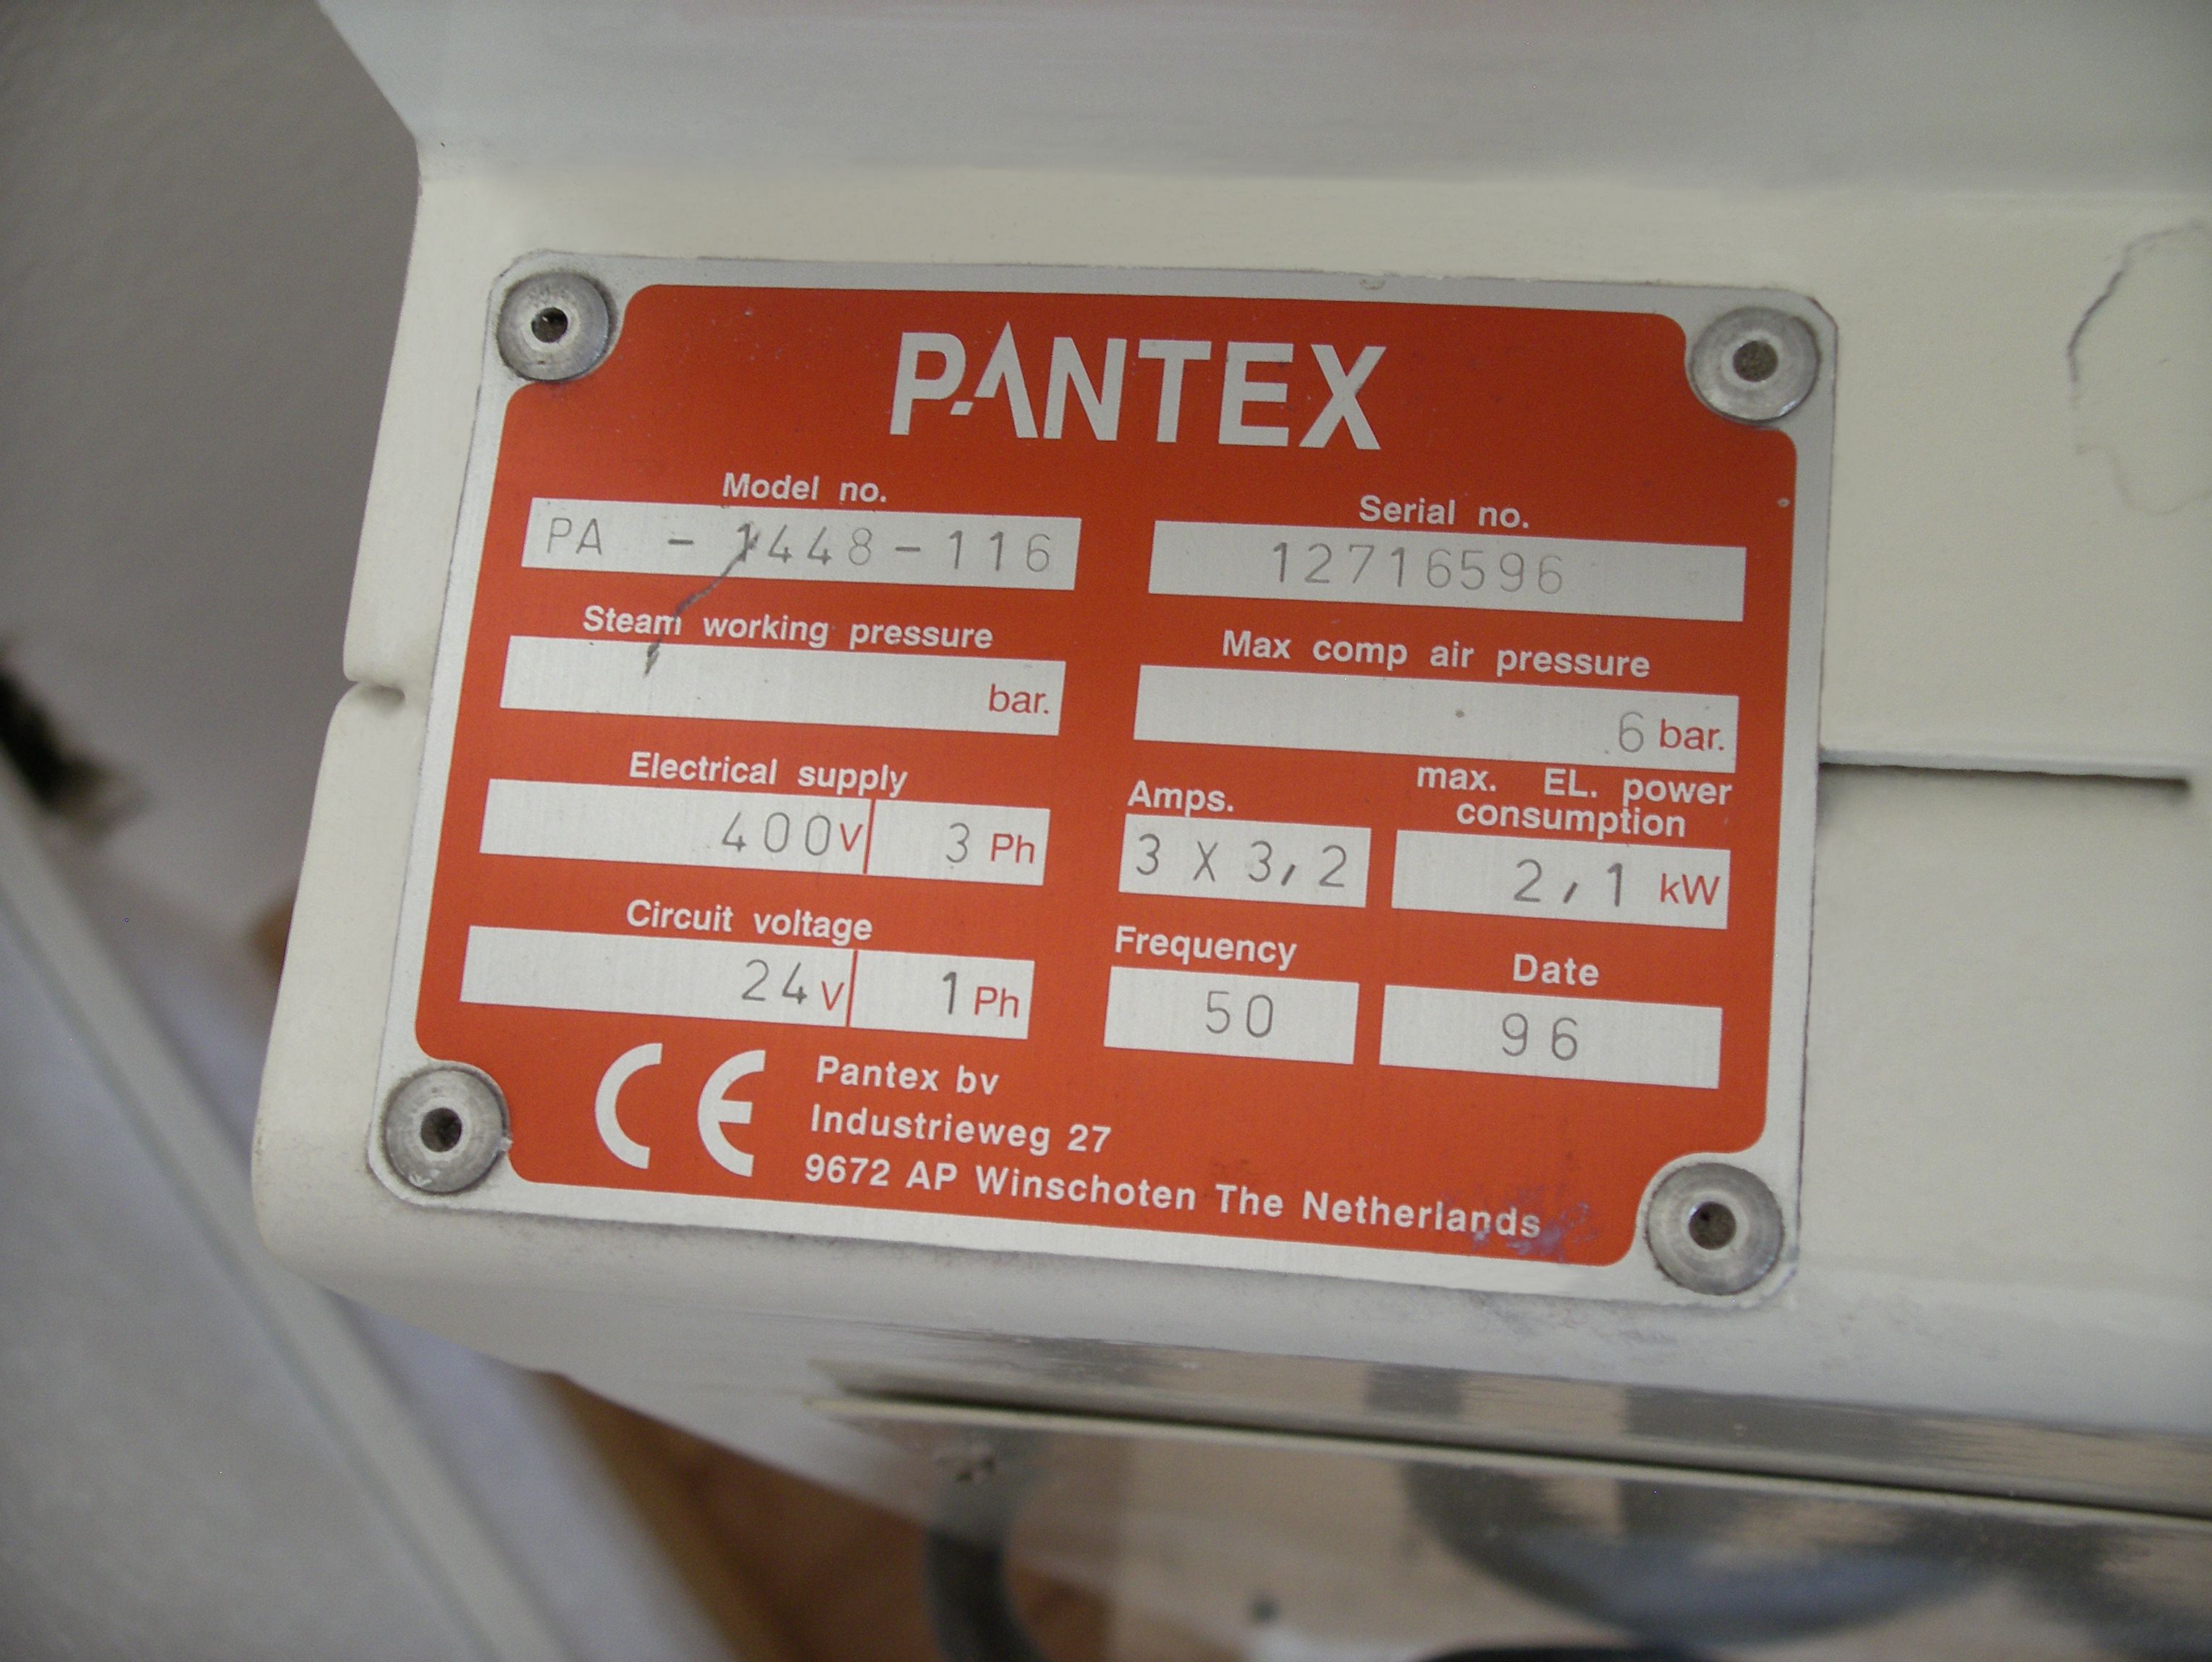 PANTEX
Model no.
PA - 1448-116
Serial no.
12716596
Steam working pressure
bar.
Max comp air pressure
6 bar.
Electrical supply
400V 3 Ph
Amps.
3 X 3,2
max. EL. power
consumption
2,1 kW
Circuit voltage
24V 1 Ph
Frequency
50
Date
96
CE
Pantex bv
Industrieweg 27
9672 AP Winschoten The Netherlands